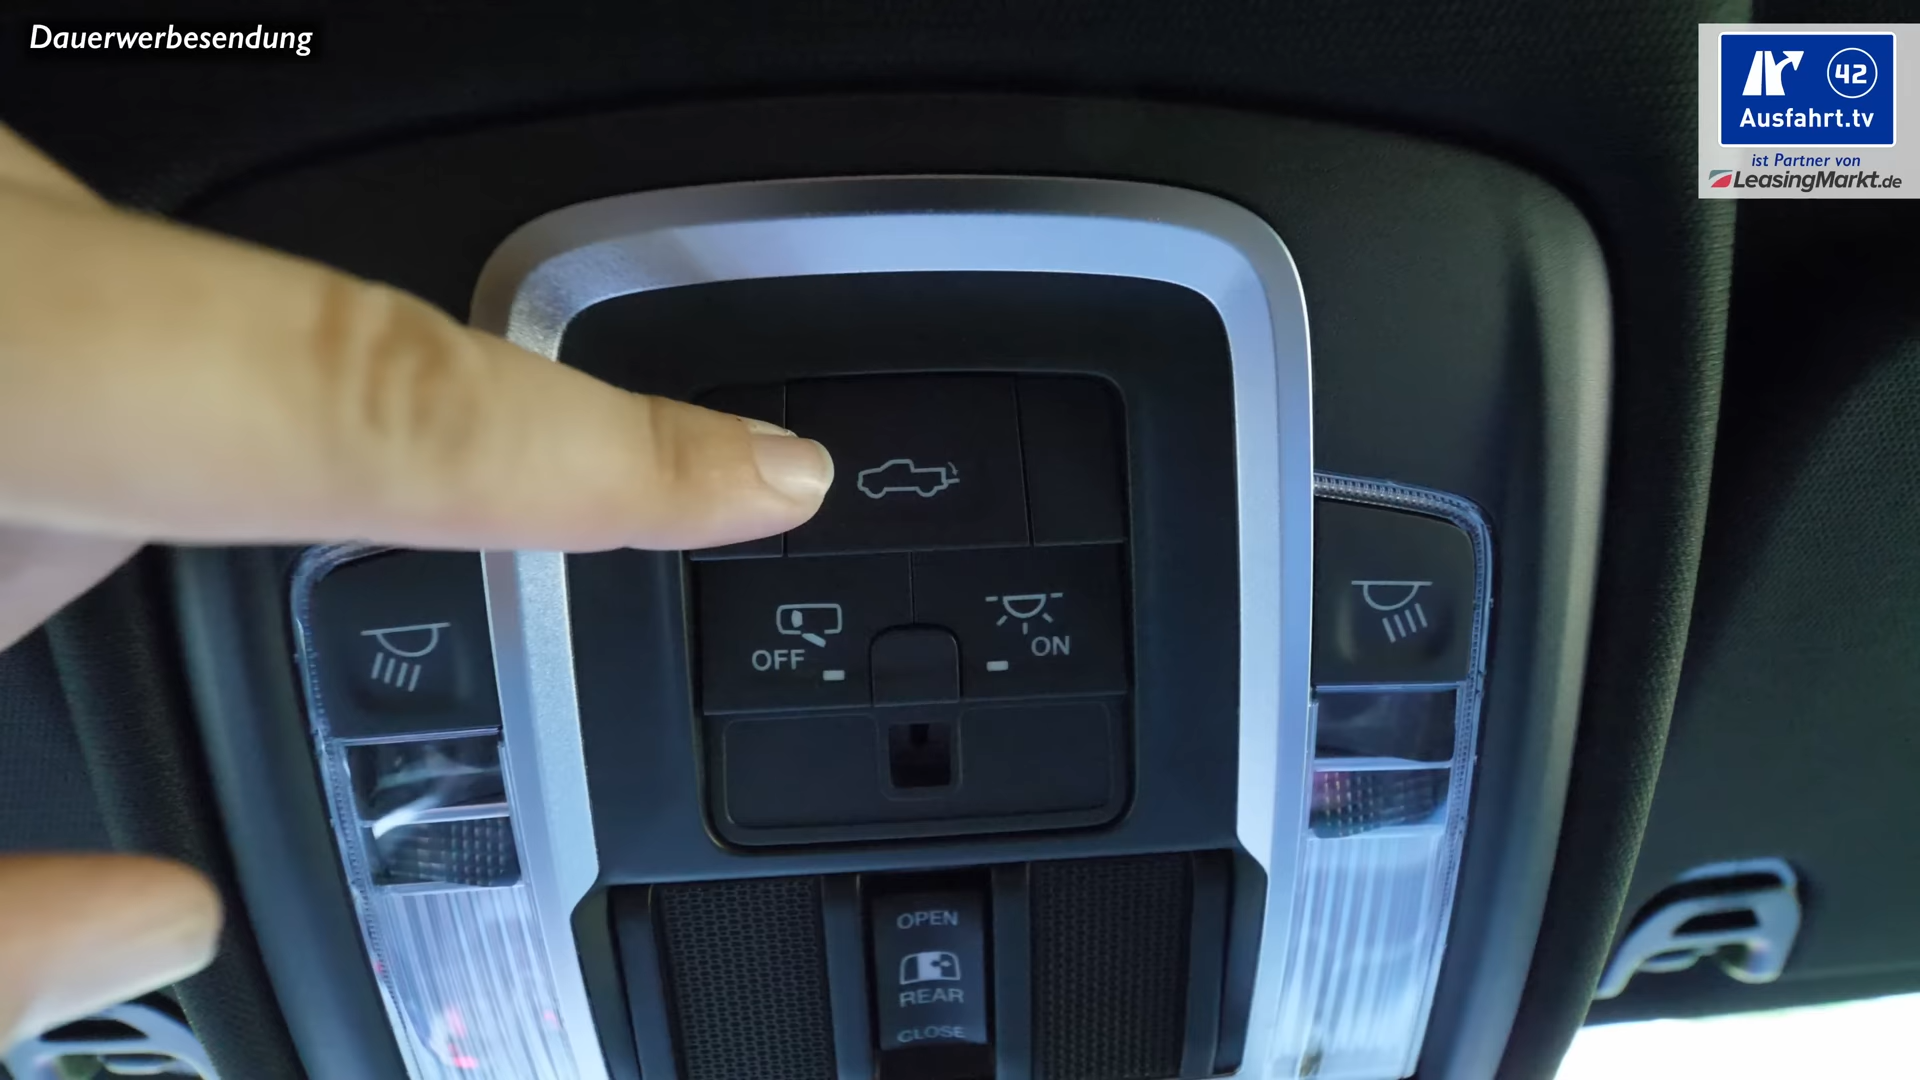 Dauerwerbesendung
42
Ausfahrt.tv
ist Partner von
LeasingMarkt.de
OFF
ON
OPEN
REAR
CLOSE